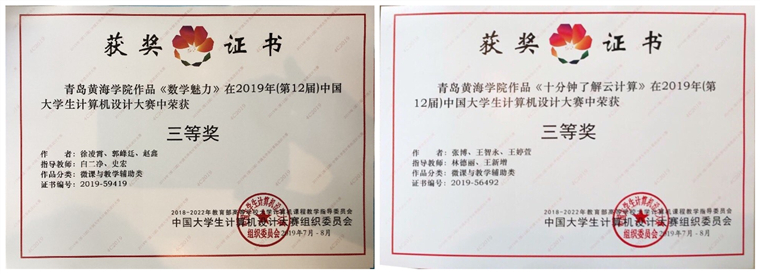 获奖证书
青岛黄海学院作品《数学魅力》在2019年(第12届)中国
大学生计算机设计大赛中荣获
三等奖
作 者：徐凌霄、郭峰廷、赵鑫
指导教师：白二净、史宏
作品分类：微课与教学辅助类
证书编号：2019-59419
2018-2022年教育部高等学校大学计算机课程教学指导委员会
中国大学生计算机设计大赛组织委员会
组织委员会
2019年7月-8月
获奖证书
青岛黄海学院作品《十分钟了解云计算》在2019年(第
12届)中国大学生计算机设计大赛中荣获
三等奖
作 者：张博、王智永、王婷萱
指导教师：林德丽、王新增
作品分类：微课与教学辅助类
证书编号：2019-56492
2018-2022年教育部高等学校大学计算机课程教学指导委员会
中国大学生计算机设计大赛组织委员会
组织委员会
2019年7月-8月